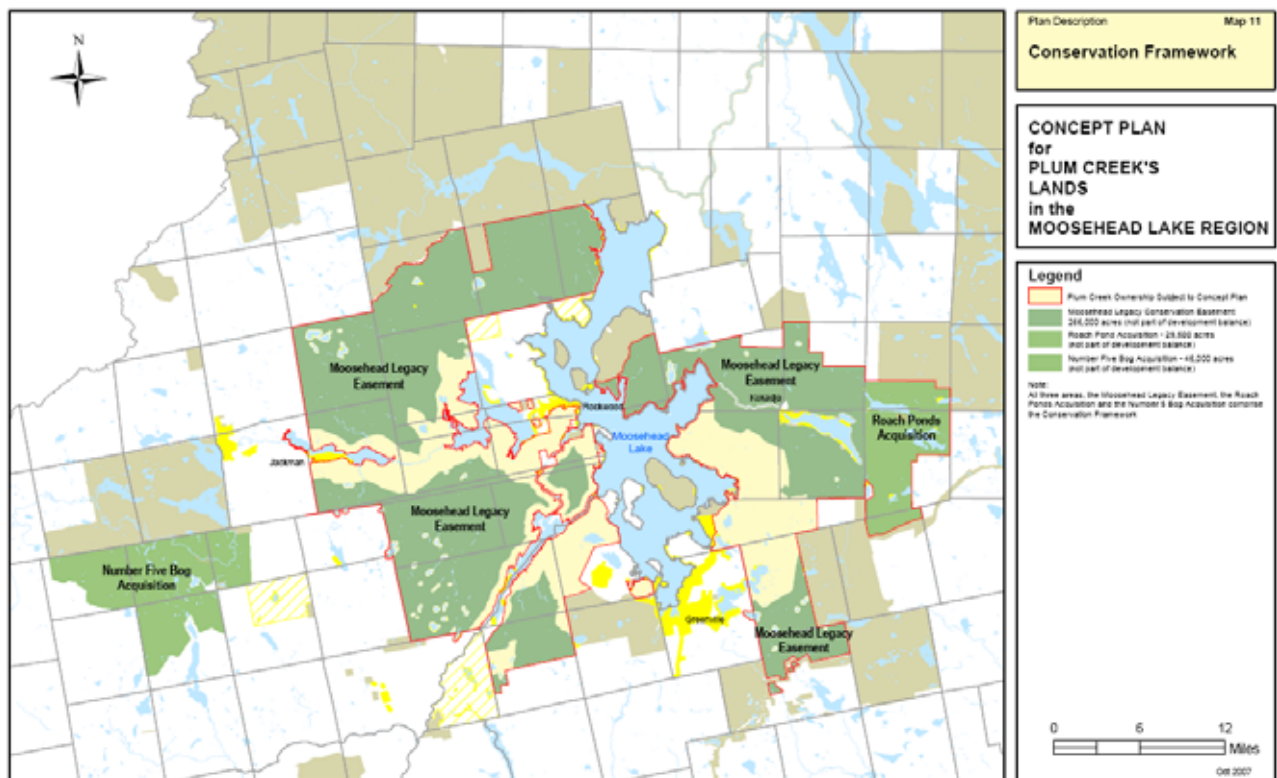 Plan Description Map 11
Conservation Framework
CONCEPT PLAN
for
PLUM CREEK'S
LANDS
in the
MOOSEHEAD LAKE REGION
Legend
Plum Creek Ownership Subject to Concept Plan
Moosehead Legacy Conservation Easement
acres (not part of development balance)
Roach Pond Acquisition - acres
(not part of development balance)
Number Five Bog Acquisition - acres
(not part of development balance)
Note:
All three areas, the Moosehead Legacy Easement, the Roach
Ponds Acquisition and the Number 5 Bog Acquisition comprise
the Conservation Framework
0 6 12
Miles
Oct 2007
N
Moosehead Legacy
Easement
Moosehead Legacy
Easement
Kokadjo
Rockwood
Roach Ponds
Acquisition
Moosehead
Lake
Jackman
Moosehead Legacy
Easement
Number Five Bog
Acquisition
Greenville
Moosehead Legacy
Easement